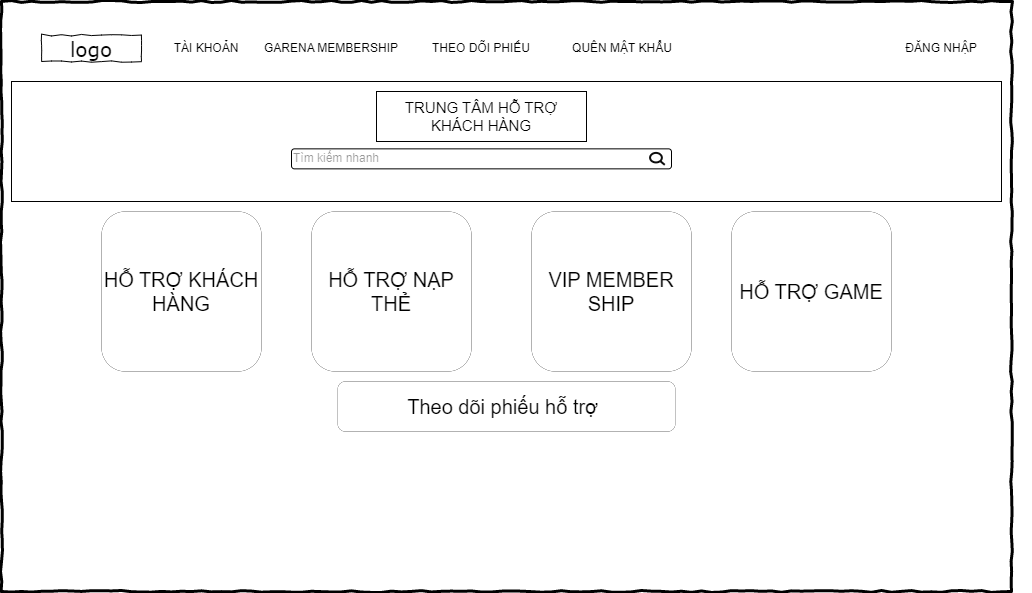 logo
TÀI KHOẢN GARENA MEMBERSHIP THEO DÕI PHIẾU QUÊN MẬT KHẨU ĐĂNG NHẬP
TRUNG TÂM HỖ TRỢ
KHÁCH HÀNG
Tìm kiếm nhanh
HỖ TRỢ KHÁCH
HÀNG
HỖ TRỢ NẠP
THẺ
VIP MEMBER
SHIP
HỖ TRỢ GAME
Theo dõi phiếu hỗ trợ